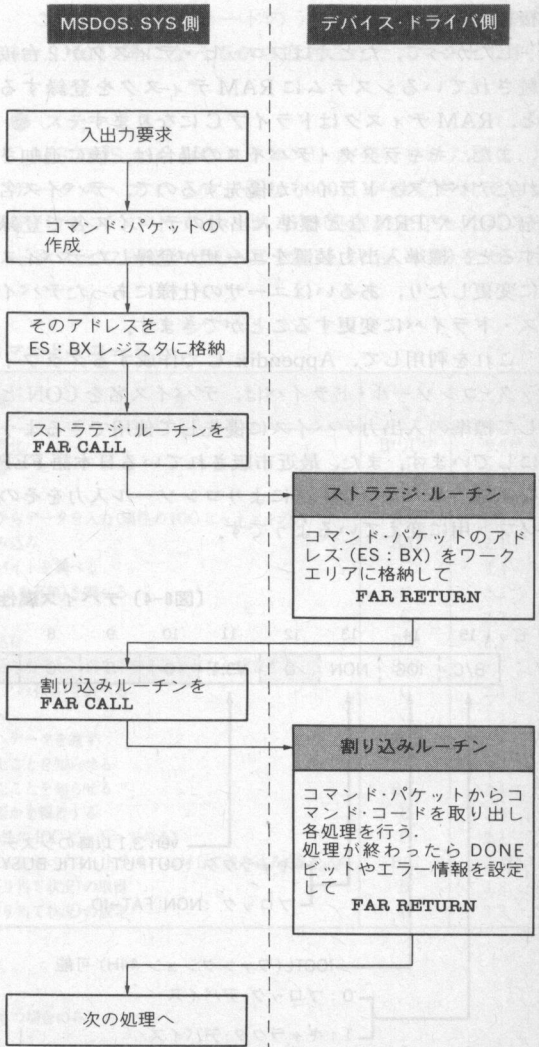 MSDOS. SYS 側
デバイス・ドライバ側
入出力要求
コマンド・パケットの
作成
そのアドレスを
ES : BX レジスタに格納
ストラテジ・ルーチンを
FAR CALL
ストラテジ・ルーチン
コマンド・パケットのアド
レス (ES : BX) をワーク
エリアに格納して
FAR RETURN
割り込みルーチンを
FAR CALL
割り込みルーチン
コマンド・パケットからコ
マンド・コードを取り出し
各処理を行う.
処理が終わったら DONE
ビットやエラー情報を設定
して
FAR RETURN
次の処理へ